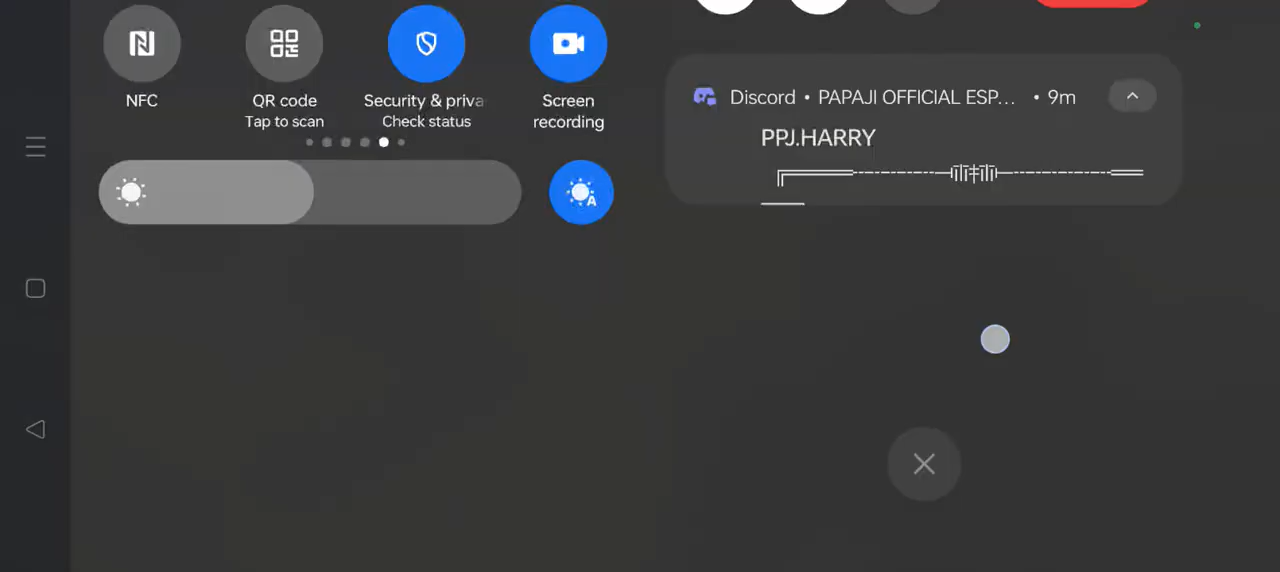 NFC
QR code
Tap to scan
Security & priva
Check status
Screen
recording
Discord • PAPAJI OFFICIAL ESP... • 9m
PPJ.HARRY